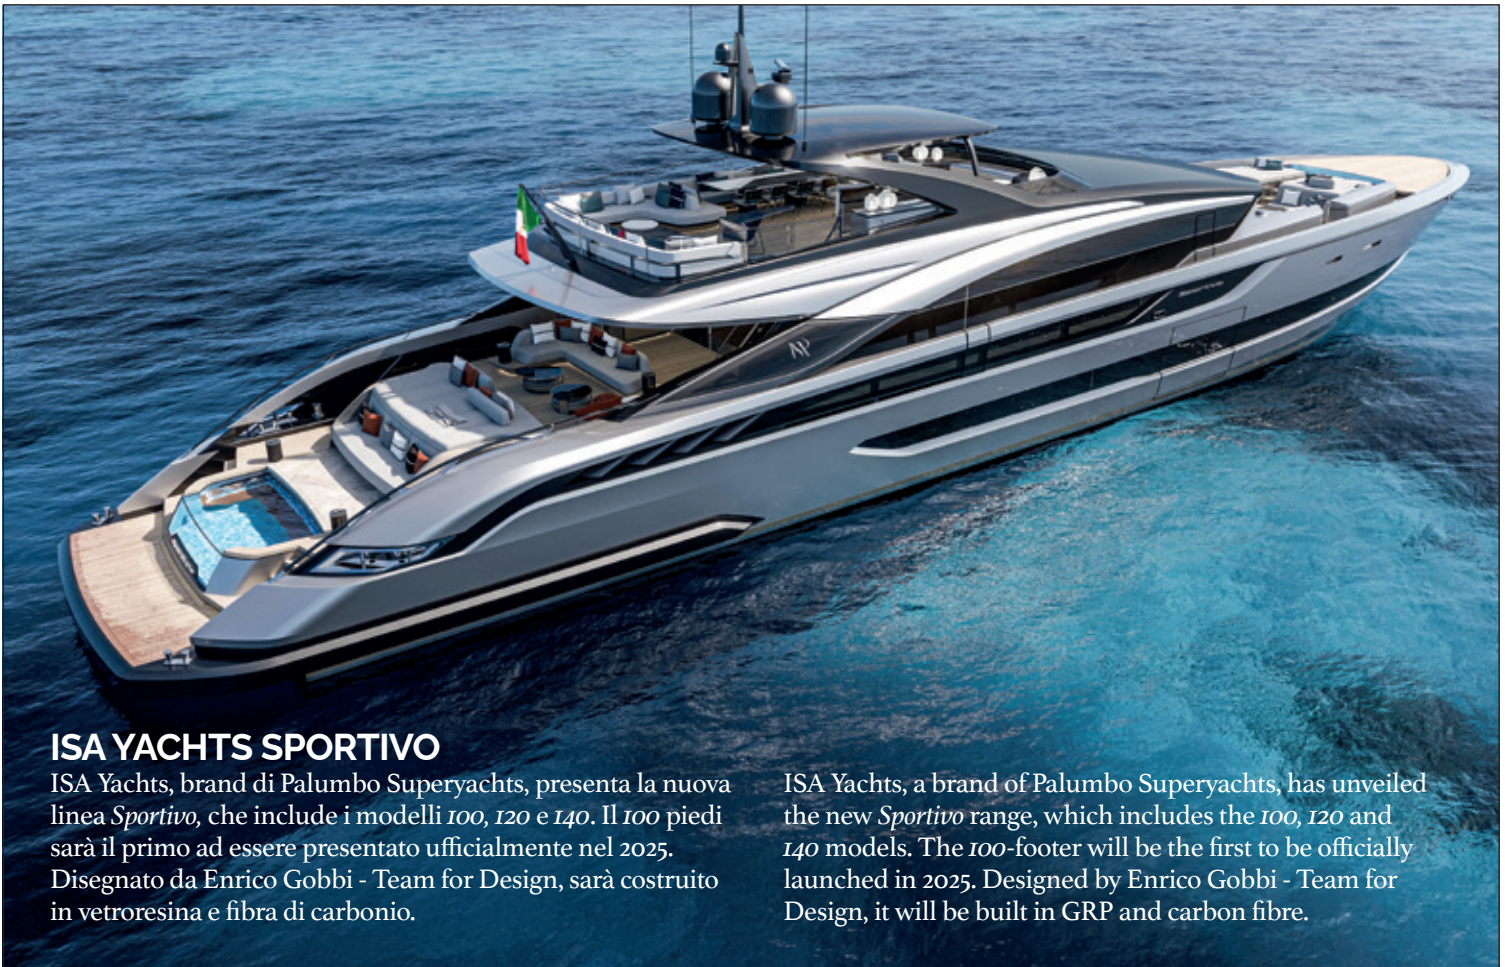 ISA YACHTS SPORTIVO
ISA Yachts, brand di Palumbo Superyachts, presenta la nuova
linea Sportivo, che include i modelli 100, 120 e 140. Il 100 piedi
sarà il primo ad essere presentato ufficialmente nel 2025.
Disegnato da Enrico Gobbi - Team for Design, sarà costruito
in vetroresina e fibra di carbonio.
ISA Yachts, a brand of Palumbo Superyachts, has unveiled
the new Sportivo range, which includes the 100, 120 and
140 models. The 100-footer will be the first to be officially
launched in 2025. Designed by Enrico Gobbi - Team for
Design, it will be built in GRP and carbon fibre.